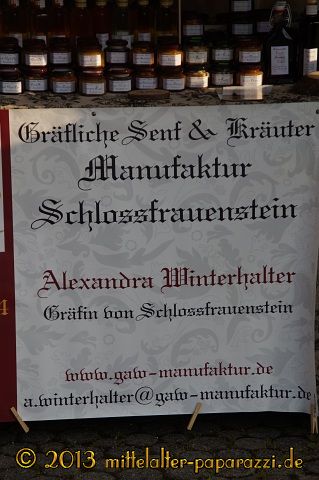 Gräfliche Senf & Kräuter
Manufaktur
Schlossfrauenstein
Alexandra Winterhalter
Gräfin von Schlossfrauenstein
www.gaw-manufaktur.de
a.winterhalter@gaw-manufaktur.de
© 2013 mittelalter-paparazzi.de ©